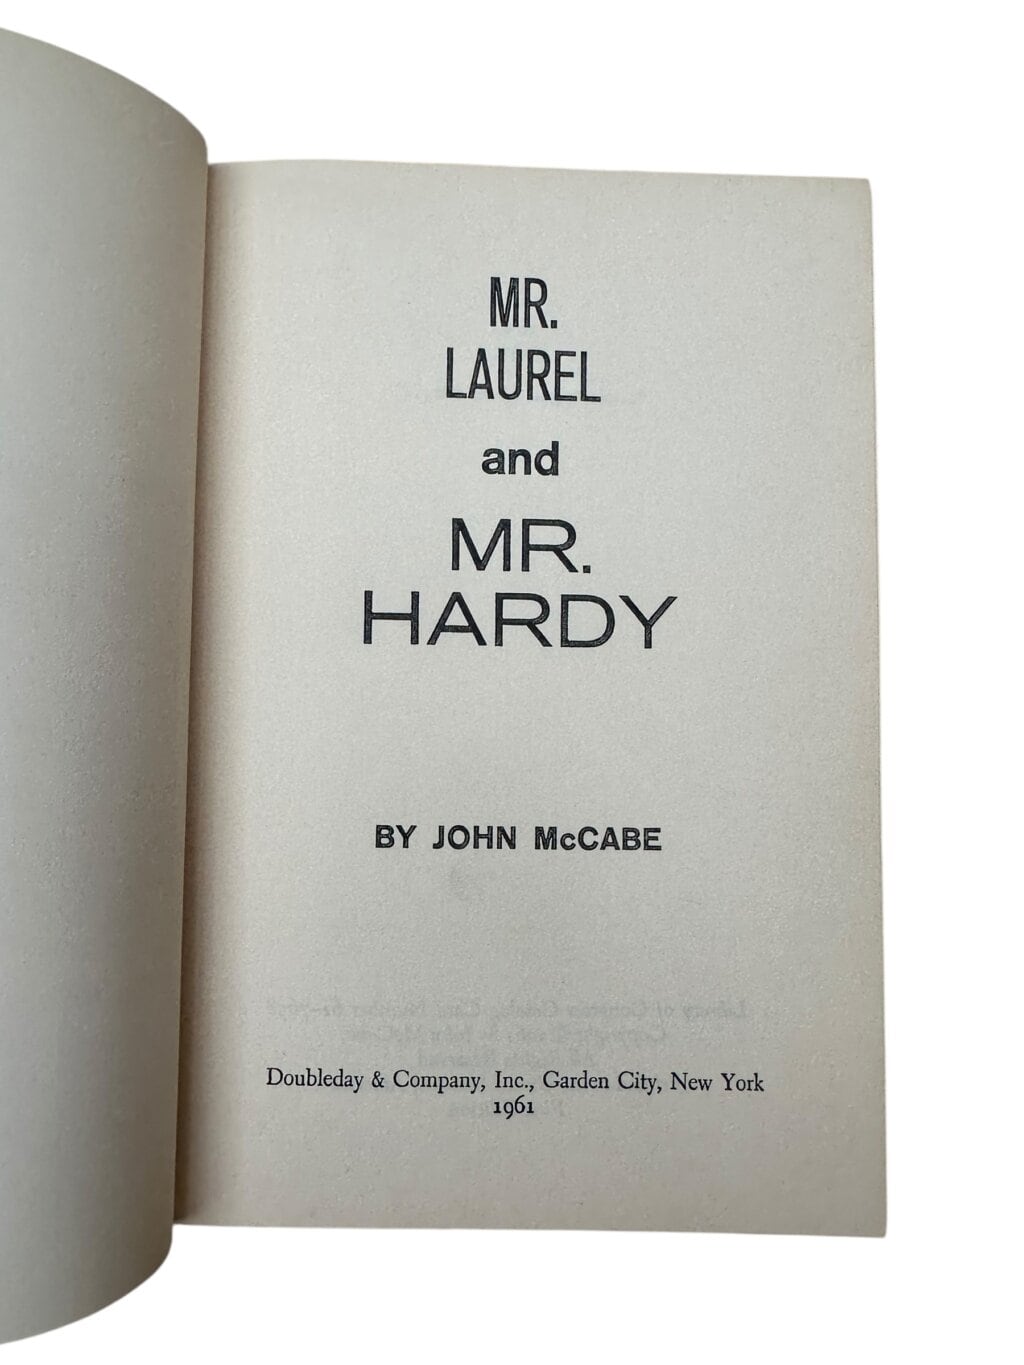 MR.
LAUREL
and
MR.
HARDY
BY JOHN McCABE
Doubleday & Company, Inc., Garden City, New York
1961